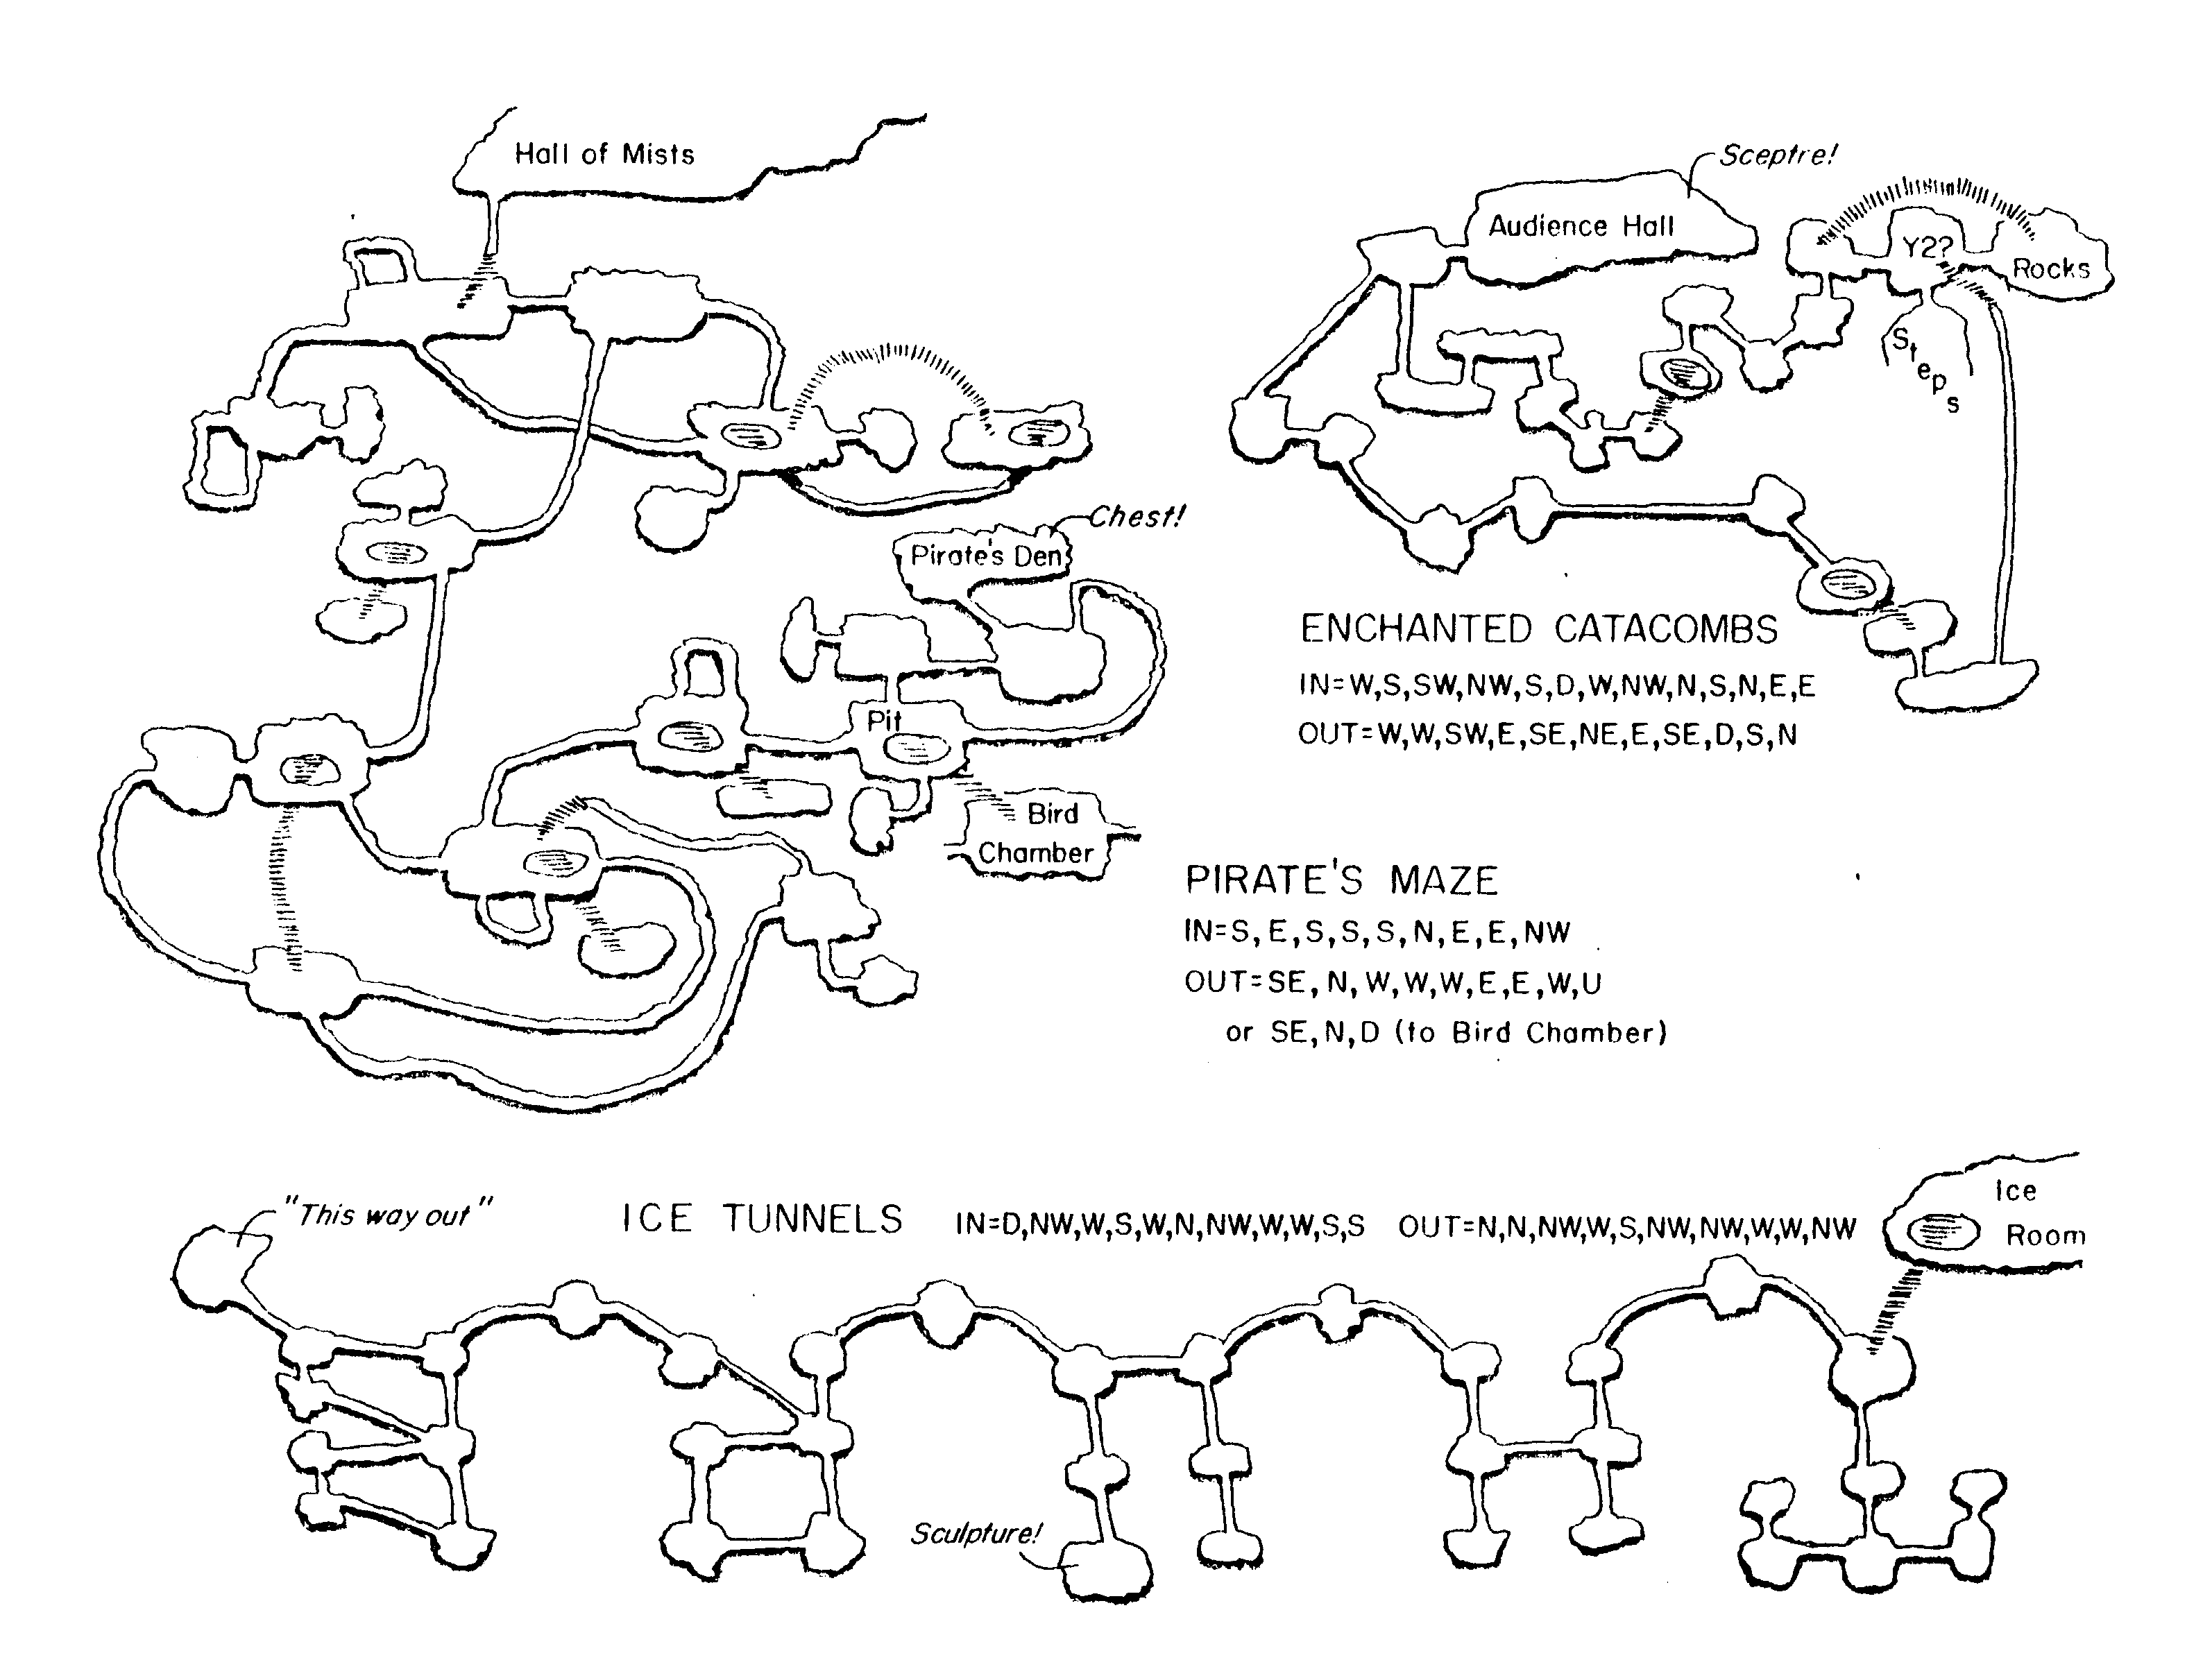 Hall of Mists
Sceptre!
Audience Hall
Y2?
Rocks
Steps
Chest!
Pirate's Den
ENCHANTED CATACOMBS
IN=W,S,SW,NW,S,D,W,NW,N,S,N,E,E
OUT=W,W,SW,E,SE,NE,E,SE,D,S,N
Pit
Bird
Chamber
PIRATE'S MAZE
IN=S,E,S,S,S,N,E,E,NW
OUT=SE,N,W,W,W,E,E,W,U
or SE,N,D (to Bird Chamber)
"This way out"
ICE TUNNELS
IN=D,NW,W,S,W,N,NW,W,W,S,S
OUT=N,N,NW,W,S,NW,NW,W,W,NW
Ice
Room
Sculpture!